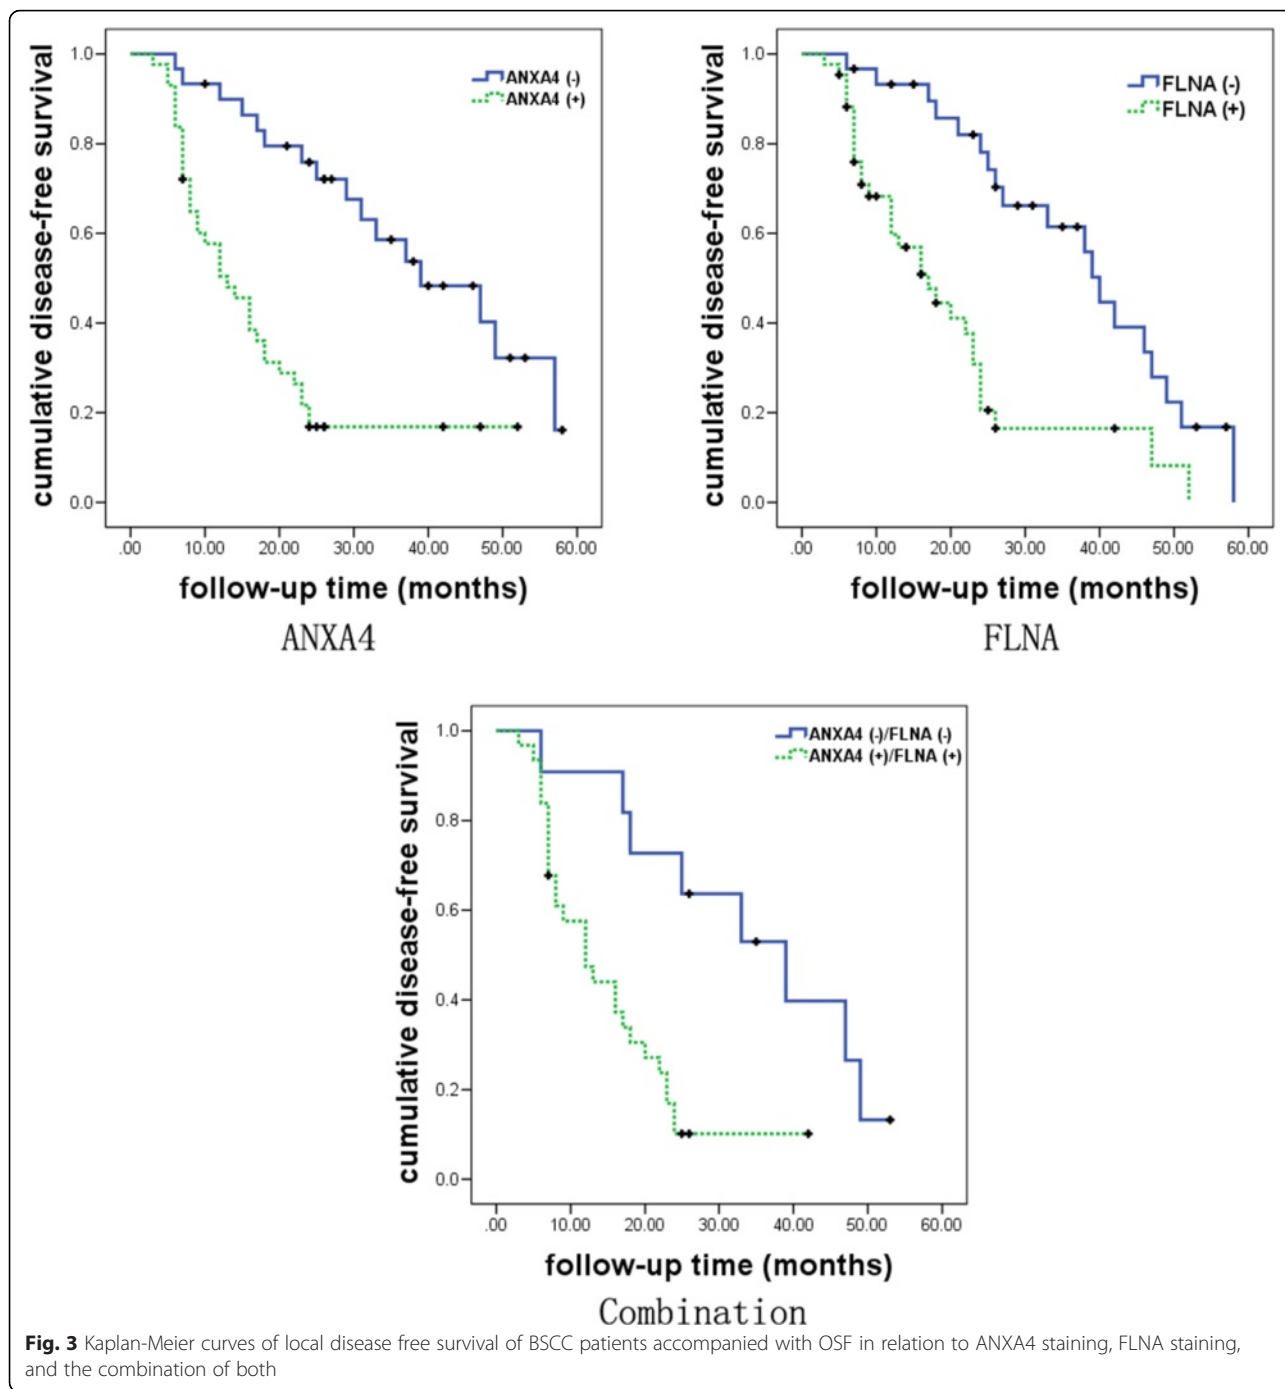 cumulative disease-free survival
1.0
0.8
0.6
0.4
0.2
0.0
ANXA4 (-)
ANXA4 (+)
.00 10.00 20.00 30.00 40.00 50.00 60.00
follow-up time (months)
ANXA4
cumulative disease-free survival
1.0
0.8
0.6
0.4
0.2
0.0
FLNA (-)
FLNA (+)
.00 10.00 20.00 30.00 40.00 50.00 60.00
follow-up time (months)
FLNA
cumulative disease-free survival
1.0
0.8
0.6
0.4
0.2
0.0
ANXA4 (-)/FLNA (-)
ANXA4 (+)/FLNA (+)
.00 10.00 20.00 30.00 40.00 50.00 60.00
follow-up time (months)
Combination
Fig. 3 Kaplan-Meier curves of local disease free survival of BSCC patients accompanied with OSF in relation to ANXA4 staining, FLNA staining,
and the combination of both